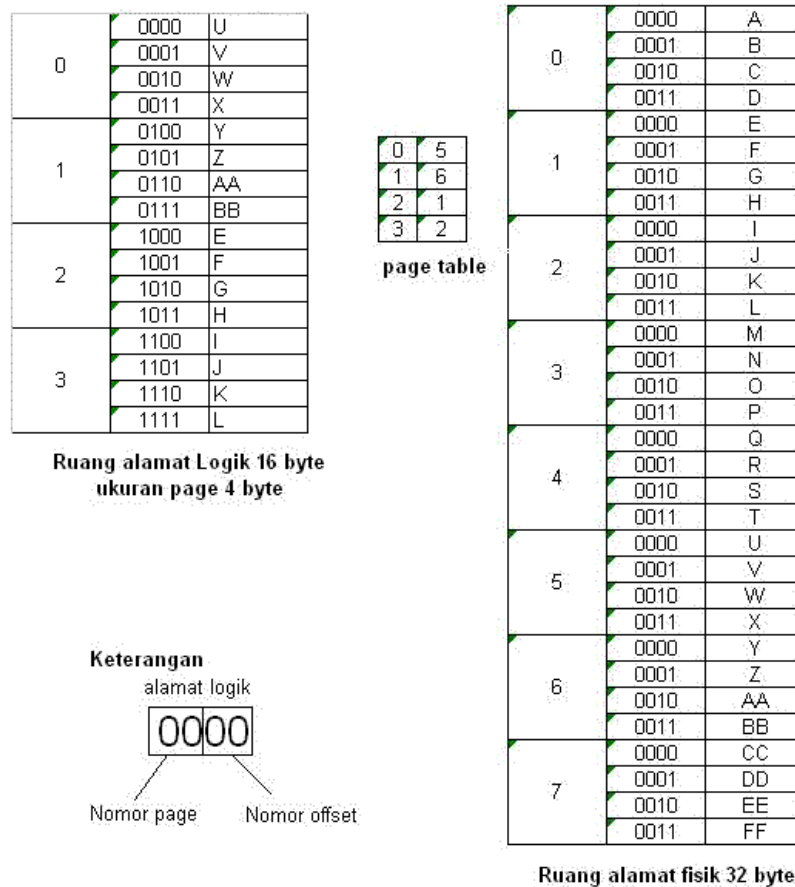 0
0000 U
0001 V
0010 W
0011 X
1
0100 Y
0101 Z
0110 AA
0111 BB
2
1000 E
1001 F
1010 G
1011 H
3
1100 I
1101 J
1110 K
1111 L
Ruang alamat Logik 16 byte
ukuran page 4 byte
0 5
1 6
2 1
3 2
page table
0
0000 A
0001 B
0010 C
0011 D
1
0000 E
0001 F
0010 G
0011 H
2
0000 I
0001 J
0010 K
0011 L
3
0000 M
0001 N
0010 O
0011 P
4
0000 Q
0001 R
0010 S
0011 T
5
0000 U
0001 V
0010 W
0011 X
6
0000 Y
0001 Z
0010 AA
0011 BB
7
0000 CC
0001 DD
0010 EE
0011 FF
Ruang alamat fisik 32 byte
Keterangan
alamat logik
00 00
Nomor page Nomor offset